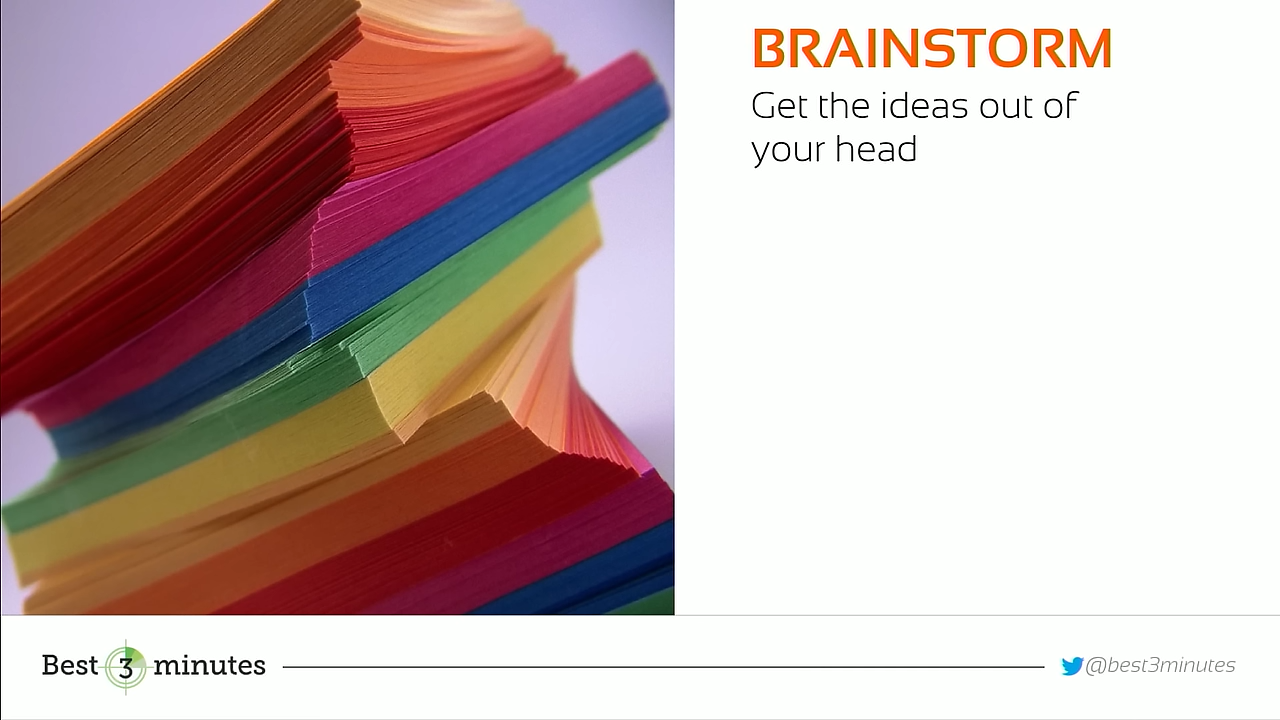 BRAINSTORM
Get the ideas out of
your head
Best 3 minutes
@best3minutes